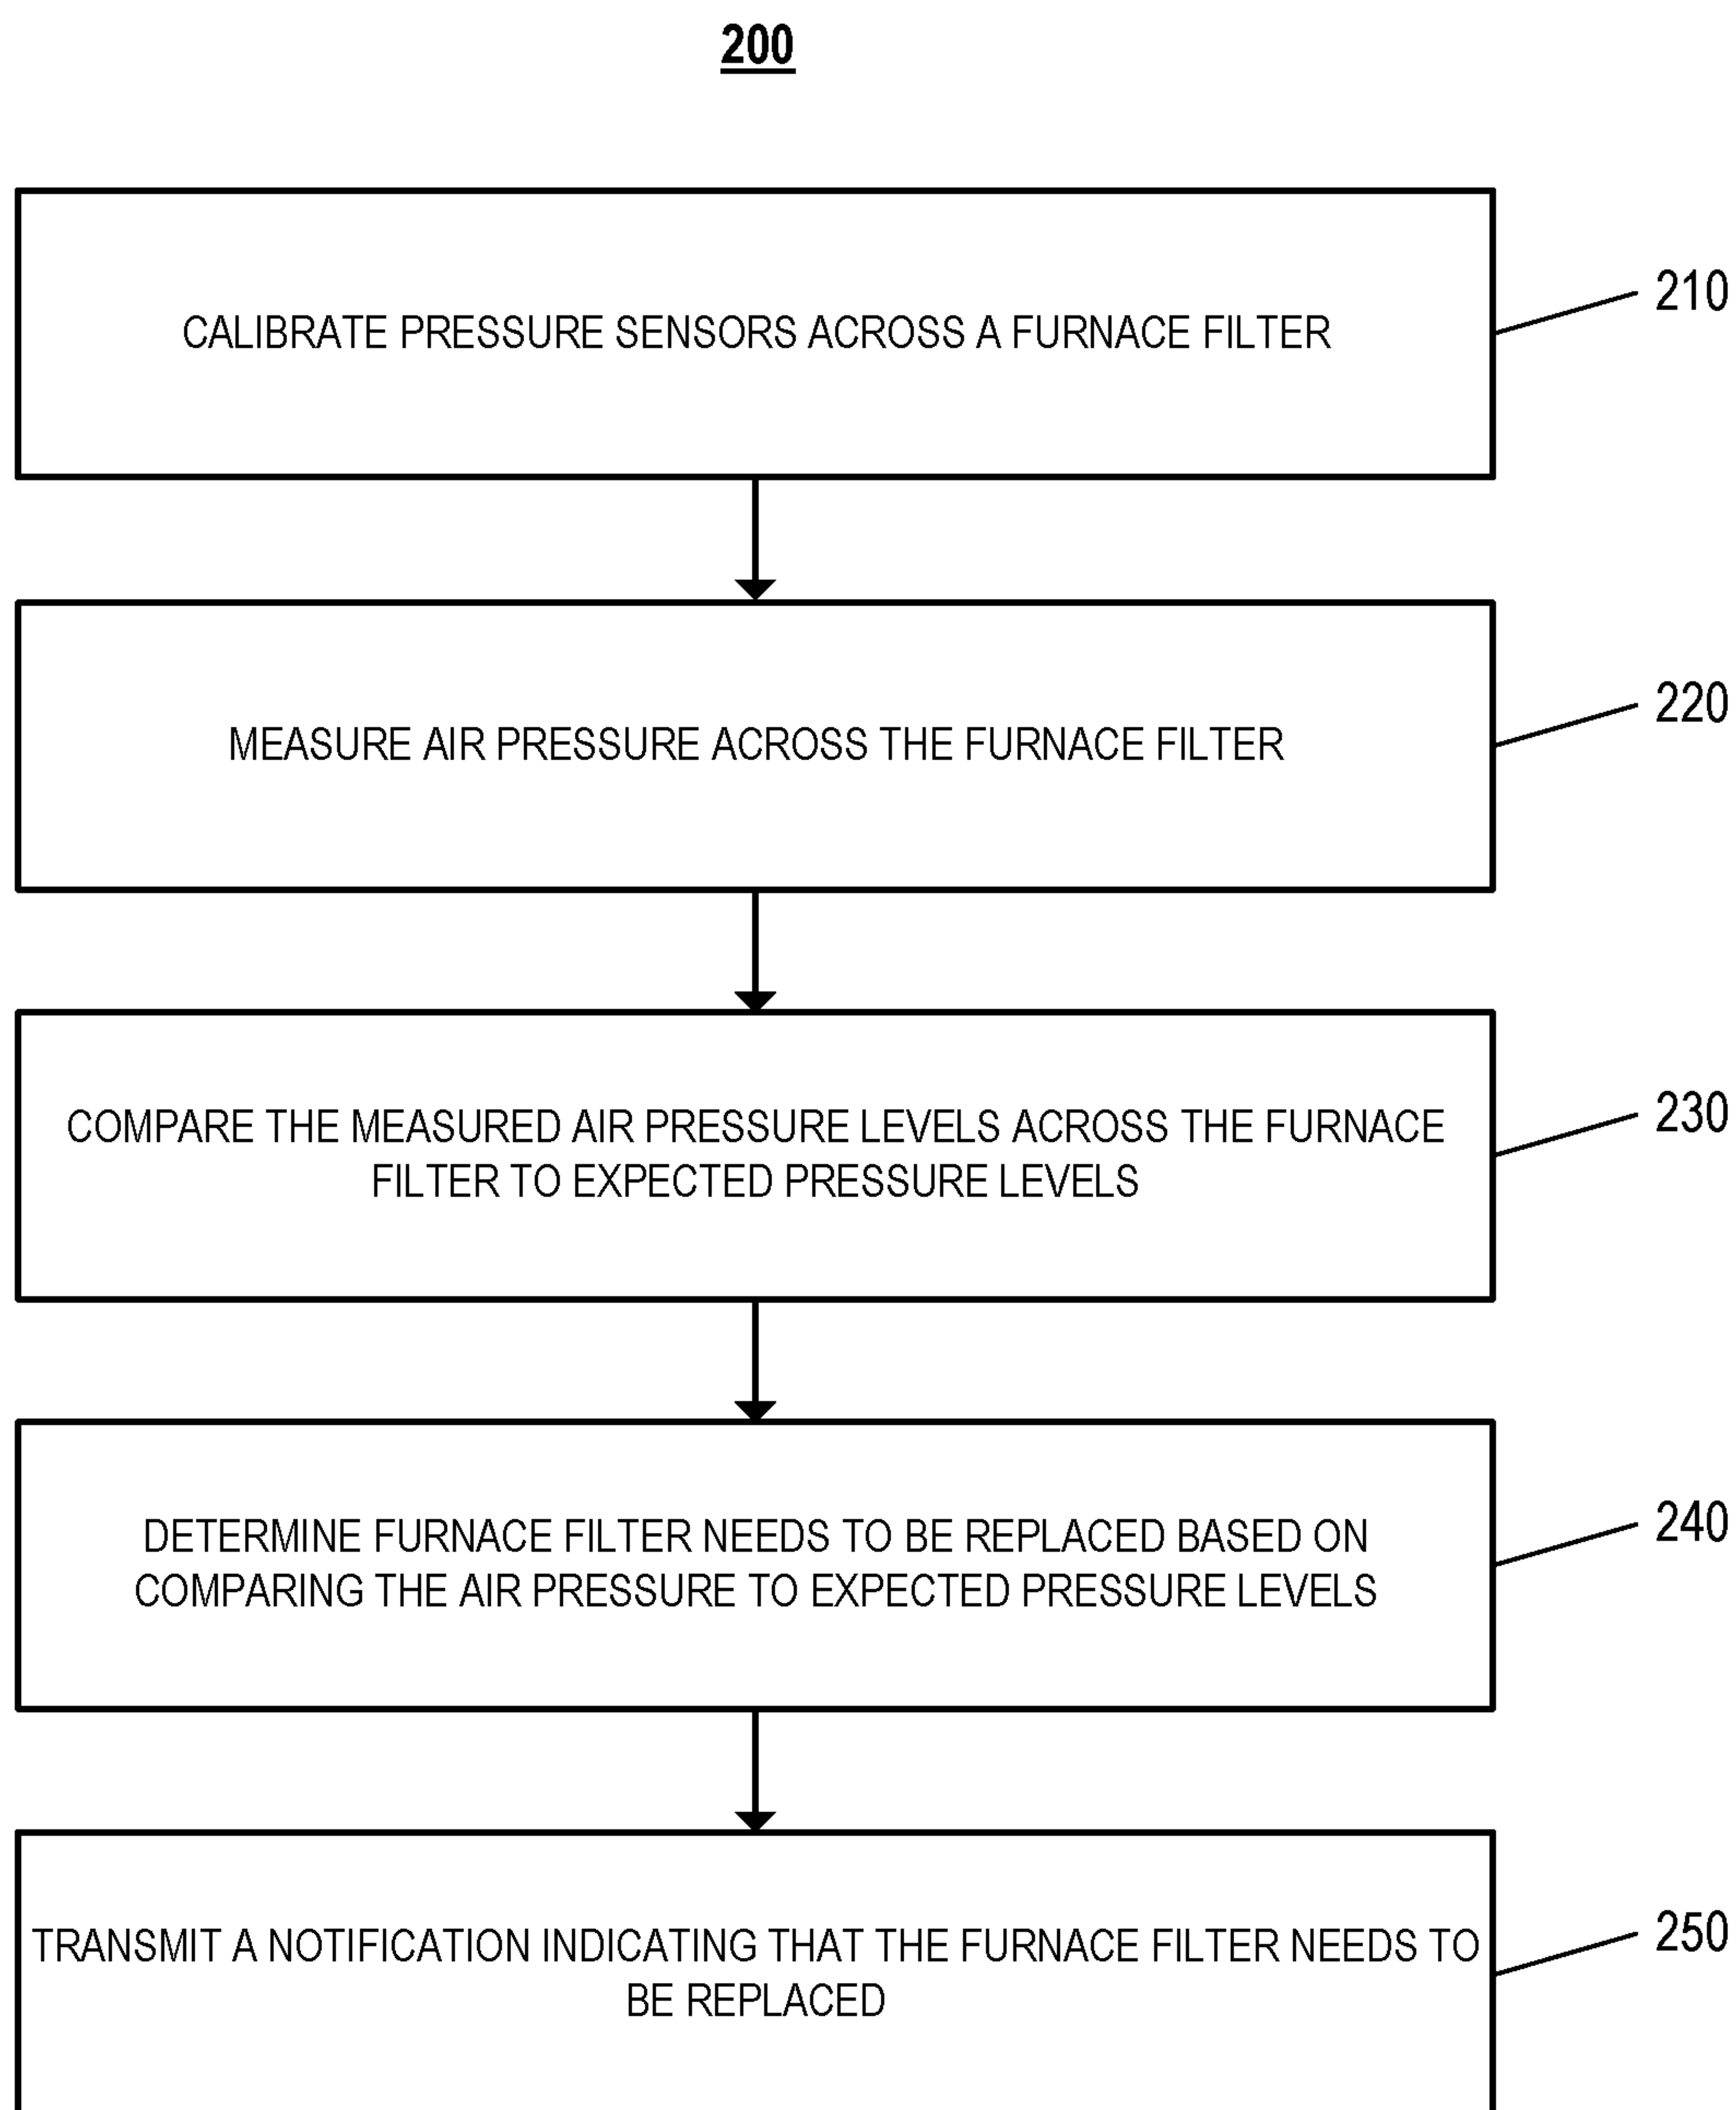 200
CALIBRATE PRESSURE SENSORS ACROSS A FURNACE FILTER
210
MEASURE AIR PRESSURE ACROSS THE FURNACE FILTER
220
COMPARE THE MEASURED AIR PRESSURE LEVELS ACROSS THE FURNACE
FILTER TO EXPECTED PRESSURE LEVELS
230
DETERMINE FURNACE FILTER NEEDS TO BE REPLACED BASED ON
COMPARING THE AIR PRESSURE TO EXPECTED PRESSURE LEVELS
240
TRANSMIT A NOTIFICATION INDICATING THAT THE FURNACE FILTER NEEDS TO
BE REPLACED
250